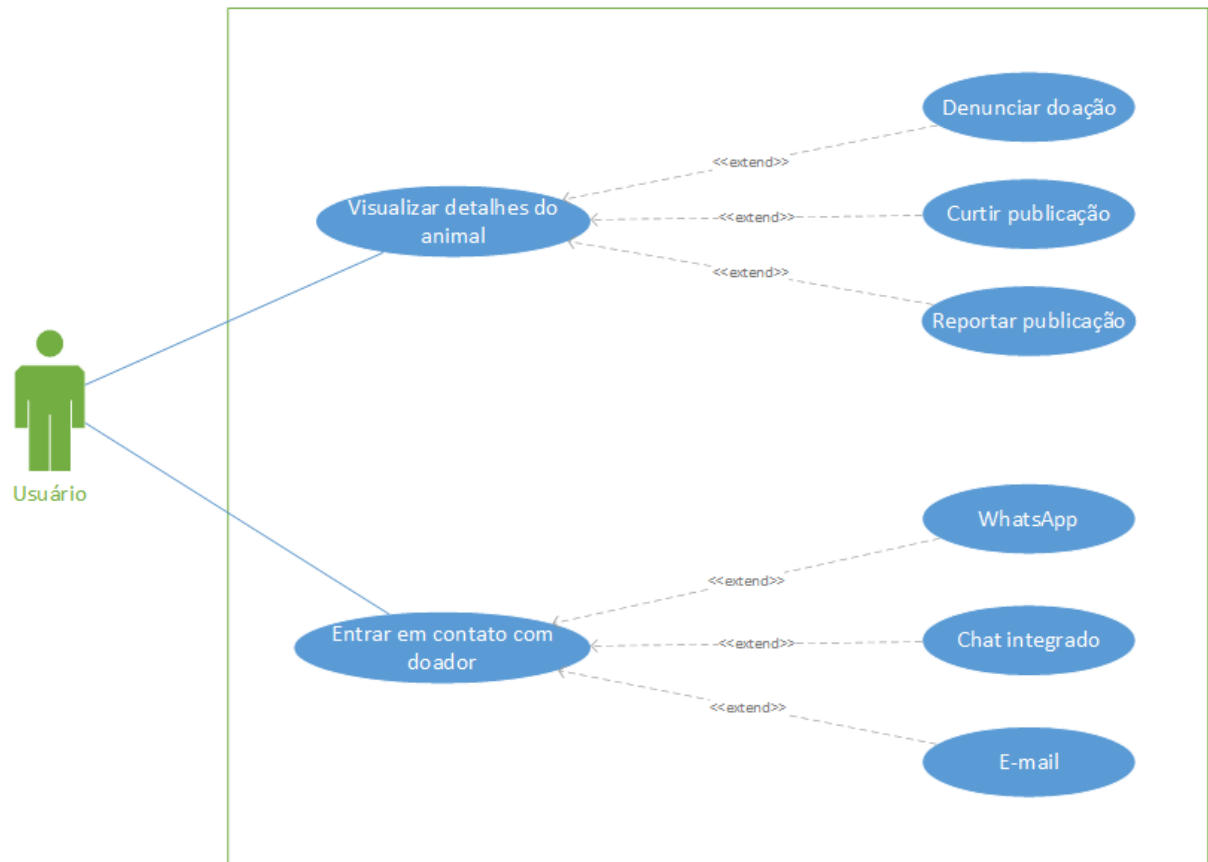 Denunciar doação
<<extend>>
Visualizar detalhes do
animal
Curtir publicação
<<extend>>
<<extend>>
Reportar publicação
Usuário
WhatsApp
<<extend>>
Entrar em contato com
doador
Chat integrado
<<extend>>
<<extend>>
E-mail